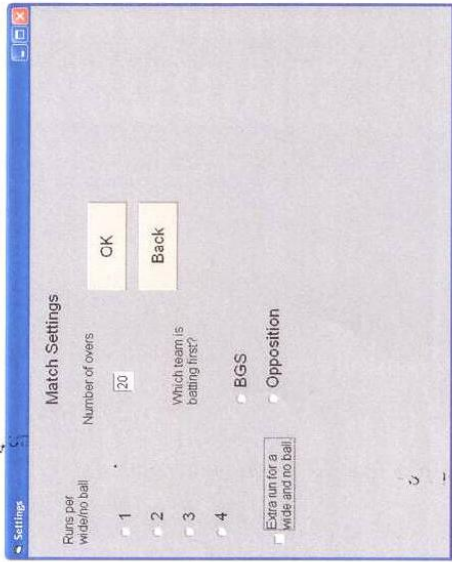 Settings
Match Settings
Runs per
wide/no ball
1
2
3
4
Extra run for a
wide and no ball
Number of overs
20
Which team is
batting first?
BGS
Opposition
OK
Back